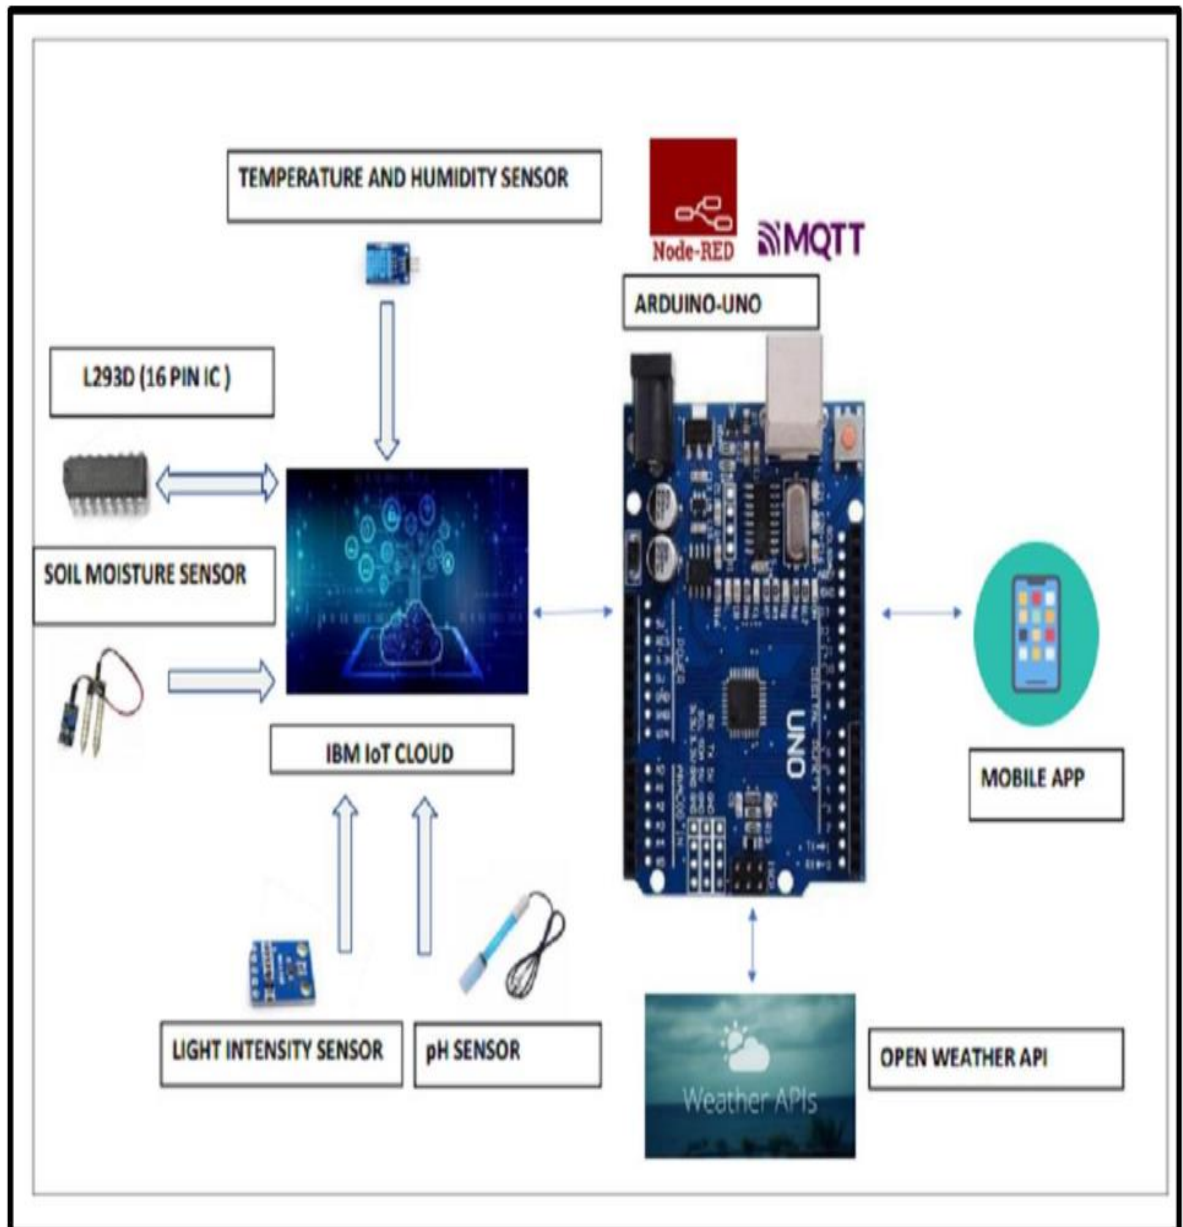 TEMPERATURE AND HUMIDITY SENSOR
Node-RED
MQTT
ARDUINO-UNO
L293D (16 PIN IC )
SOIL MOISTURE SENSOR
IBM IoT CLOUD
UNO
MOBILE APP
LIGHT INTENSITY SENSOR
pH SENSOR
Weather APIs
OPEN WEATHER API